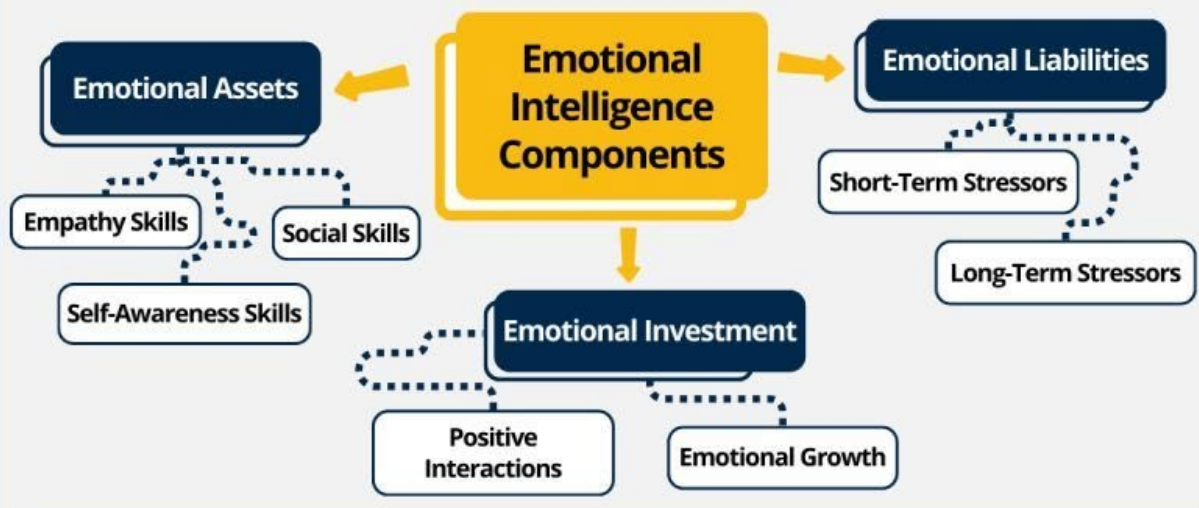 Emotional
Intelligence
Components
Emotional Assets
Empathy Skills
Social Skills
Self-Awareness Skills
Emotional Investment
Positive
Interactions
Emotional Growth
Emotional Liabilities
Short-Term Stressors
Long-Term Stressors